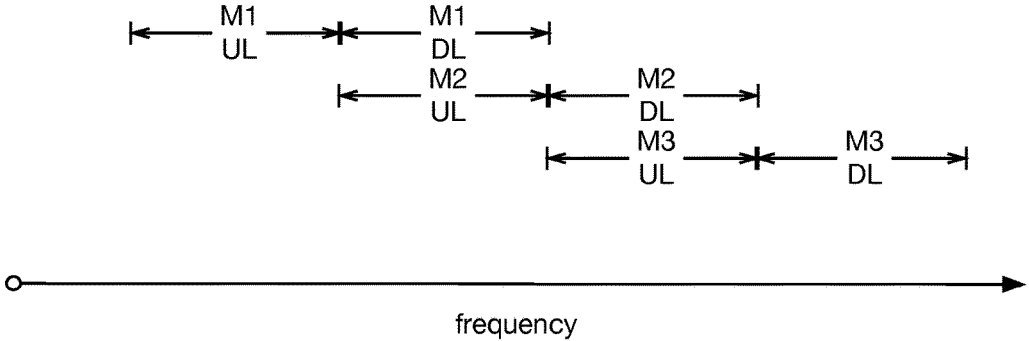 M1 M1
UL DL
M2 M2
UL DL
M3 M3
UL DL
frequency